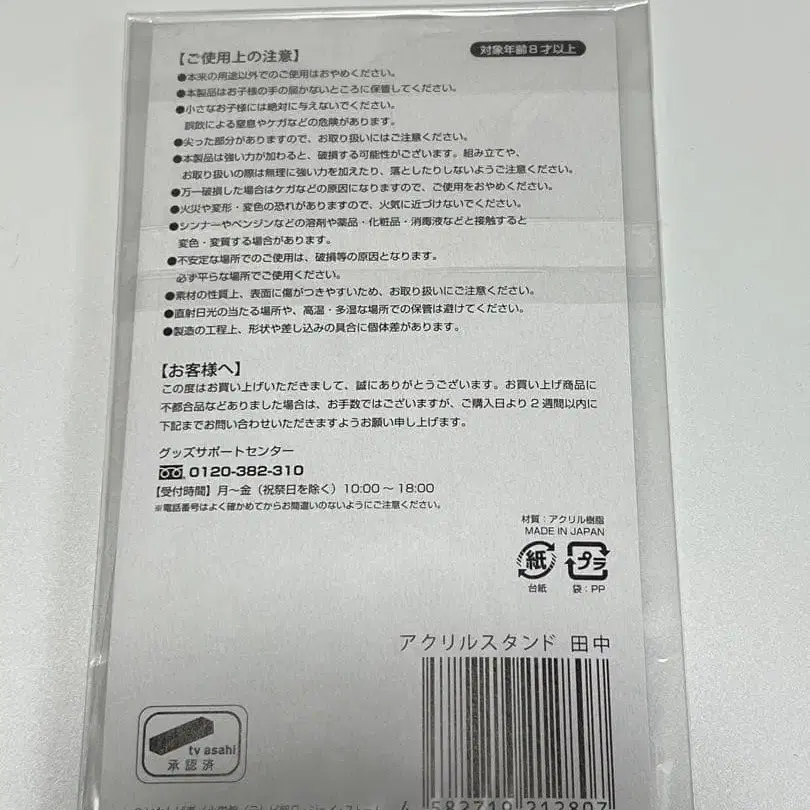 【ご使用上の注意】
対象年齢8才以上
●本来の用途以外でのご使用はおやめください。
●本製品はお子様の手の届かないところに保管してください。
●小さなお子様には絶対に与えないでください。
誤飲による窒息やケガなどの危険があります。
●尖った部分がありますので、お取り扱いにはご注意ください。
●本製品は強い力が加わると、破損する可能性がございます。組み立てや、
お取り扱いの際は無理に強い力を加えたり、落としたりしないようご注意ください。
●万一破損した場合はケガなどの原因になりますので、ご使用をおやめください。
●火災や変形・変色の恐れがありますので、火気に近づけないでください。
●シンナーやベンジンなどの溶剤や薬品・化粧品・消毒液などと接触すると
変色・変質する場合があります。
●不安定な場所でのご使用は、破損等の原因となります。
必ず平らな場所でご使用ください。
●素材の性質上、表面に傷がつきやすいため、お取り扱いにご注意ください。
●直射日光の当たる場所や、高温・多湿な場所での保管は避けてください。
●製造の工程上、形状や差し込みの具合に個体差があります。
【お客様へ】
この度はお買い上げいただきまして、誠にありがとうございます。お買い上げ商品に
不都合品などありました場合は、お手数ではございますが、ご購入日より2週間以内に
下記までお問い合わせいただきますようお願い申し上げます。
グッズサポートセンター
0120-382-310
【受付時間】月〜金（祝祭日を除く）10:00〜18:00
※電話番号はよく確かめてからお間違いのないようにご注意ください。
材質：アクリル樹脂
MADE IN JAPAN
紙 プラ
台紙 袋：PP
アクリルスタンド 田中
tv asahi
承認済
4 582719 212807